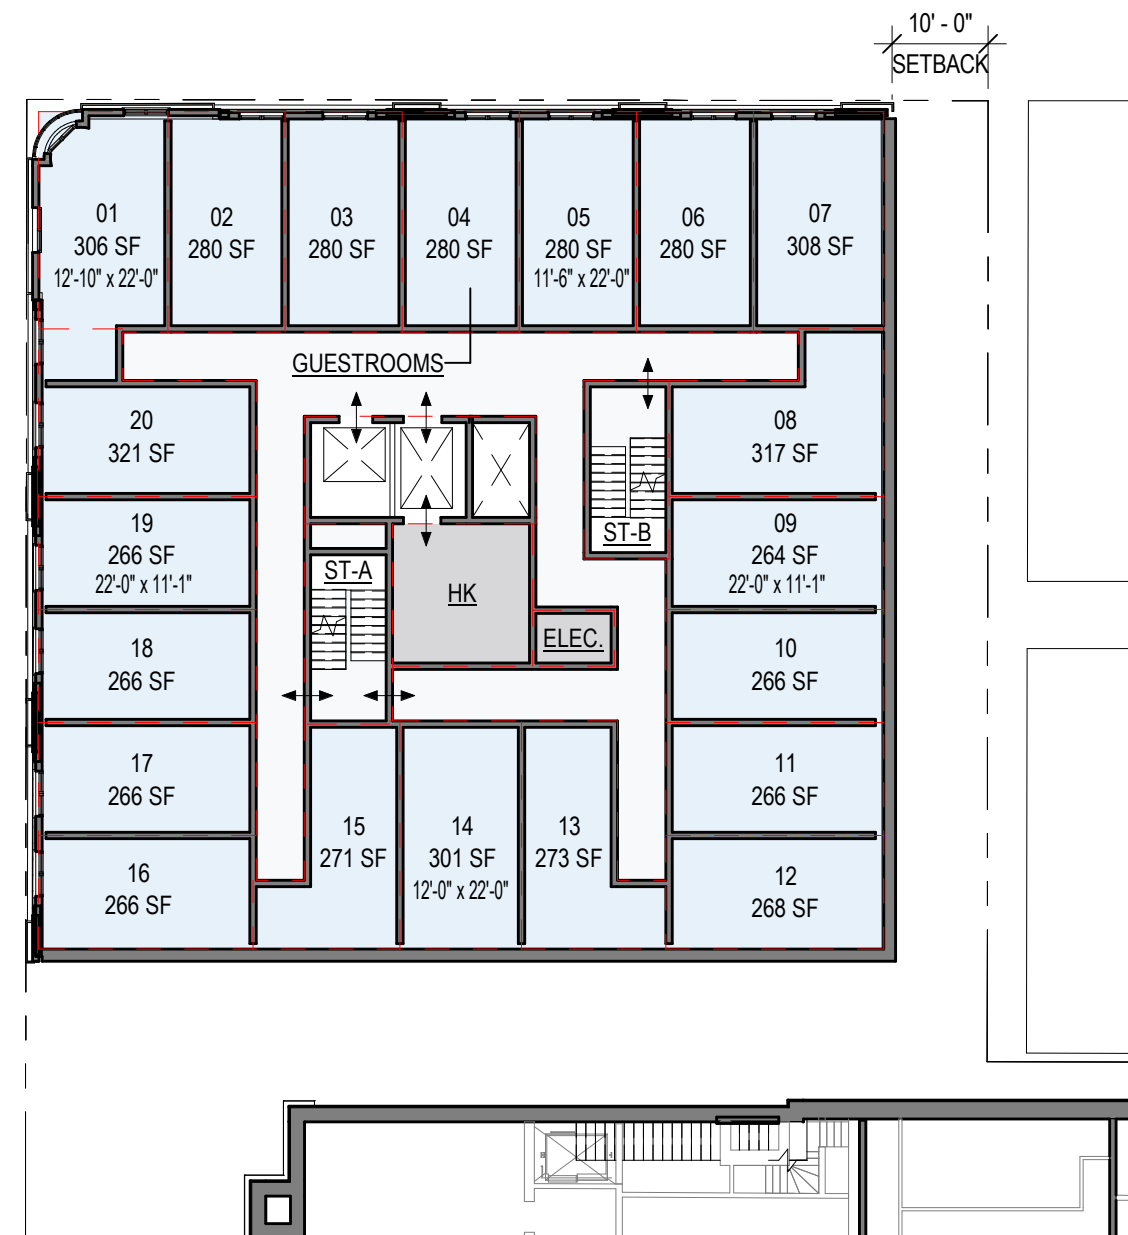 10' - 0"
SETBACK
01
306 SF
12'-10" x 22'-0"
02
280 SF
03
280 SF
04
280 SF
05
280 SF
11'-6" x 22'-0"
06
280 SF
07
308 SF
GUESTROOMS
20
321 SF
08
317 SF
19
266 SF
22'-0" x 11'-1"
ST-B
09
264 SF
22'-0" x 11'-1"
ST-A
HK
ELEC.
18
266 SF
10
266 SF
17
266 SF
11
266 SF
15
271 SF
14
301 SF
12'-0" x 22'-0"
13
273 SF
16
266 SF
12
268 SF